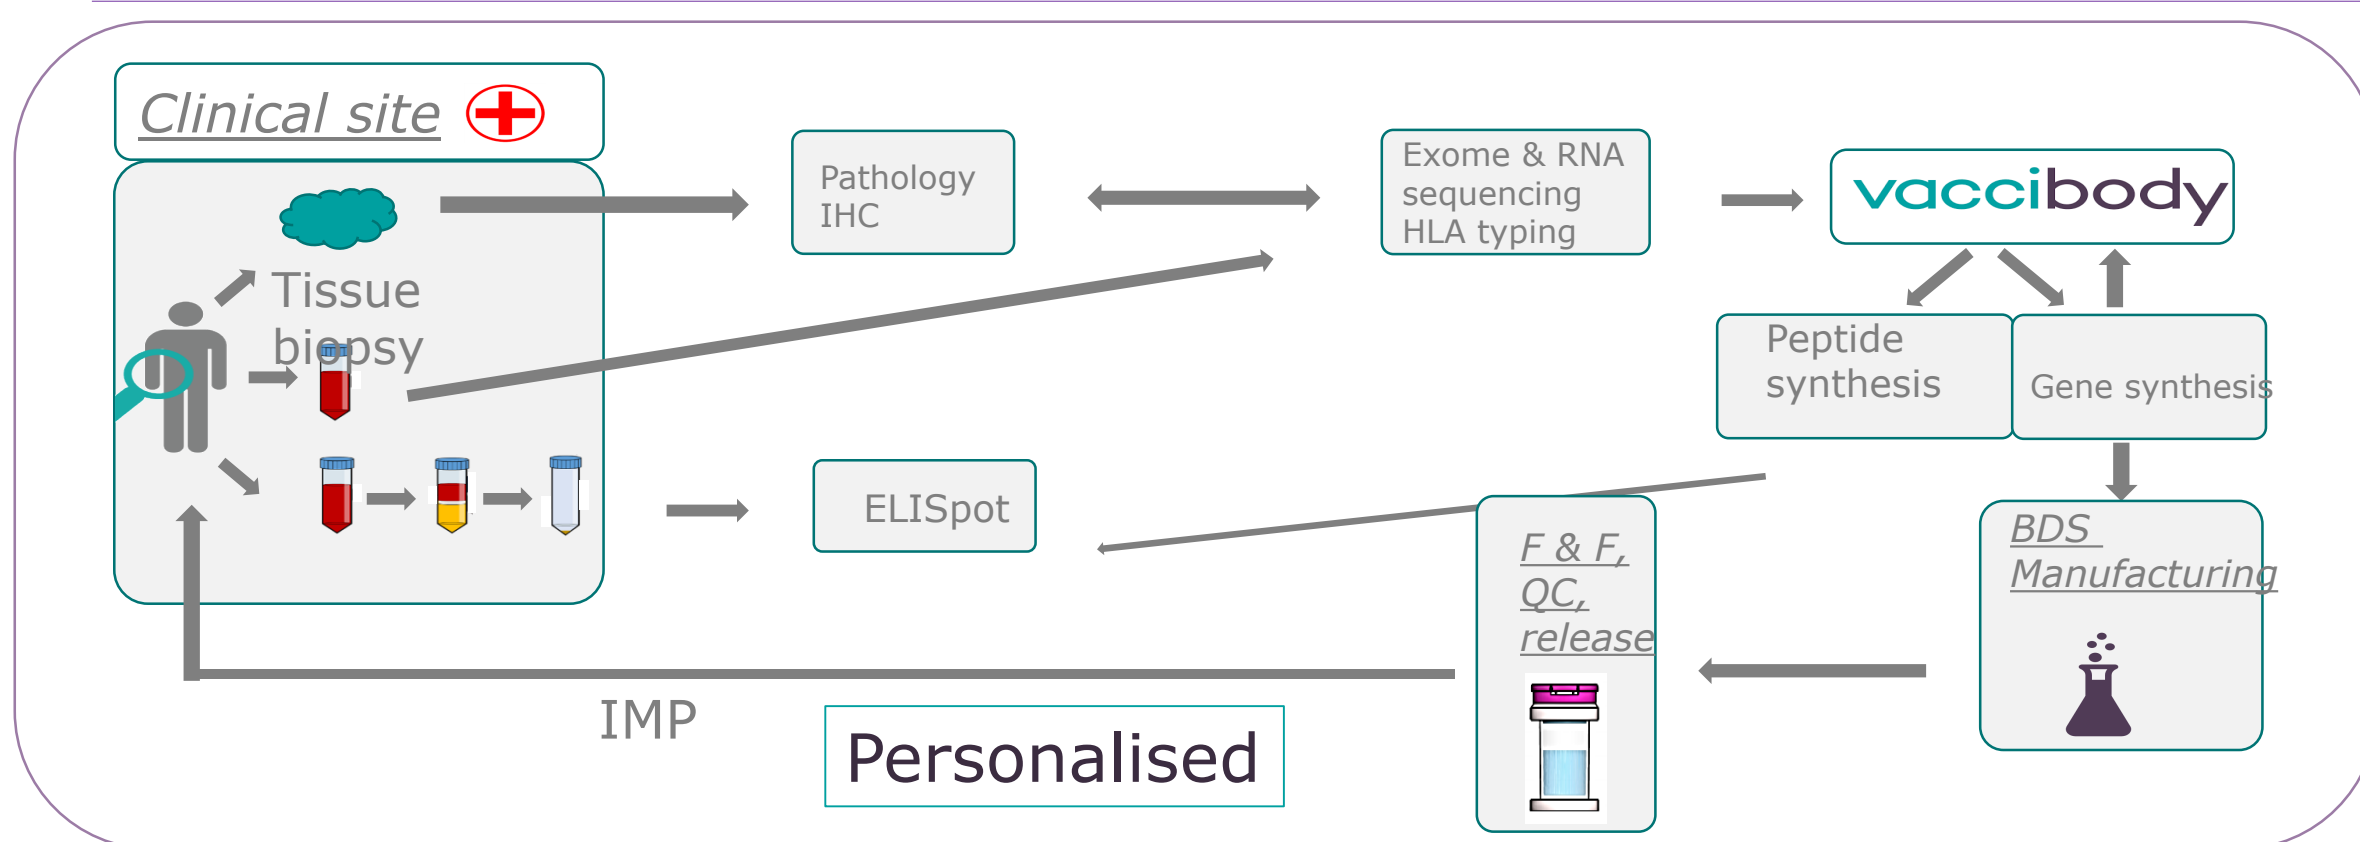 Clinical site
Tissue
biopsy
Pathology
IHC
Exome & RNA
sequencing
HLA typing
vaccibody
Peptide
synthesis
Gene synthesis
ELISpot
F & F,
QC,
release
BDS
Manufacturing
IMP
Personalised